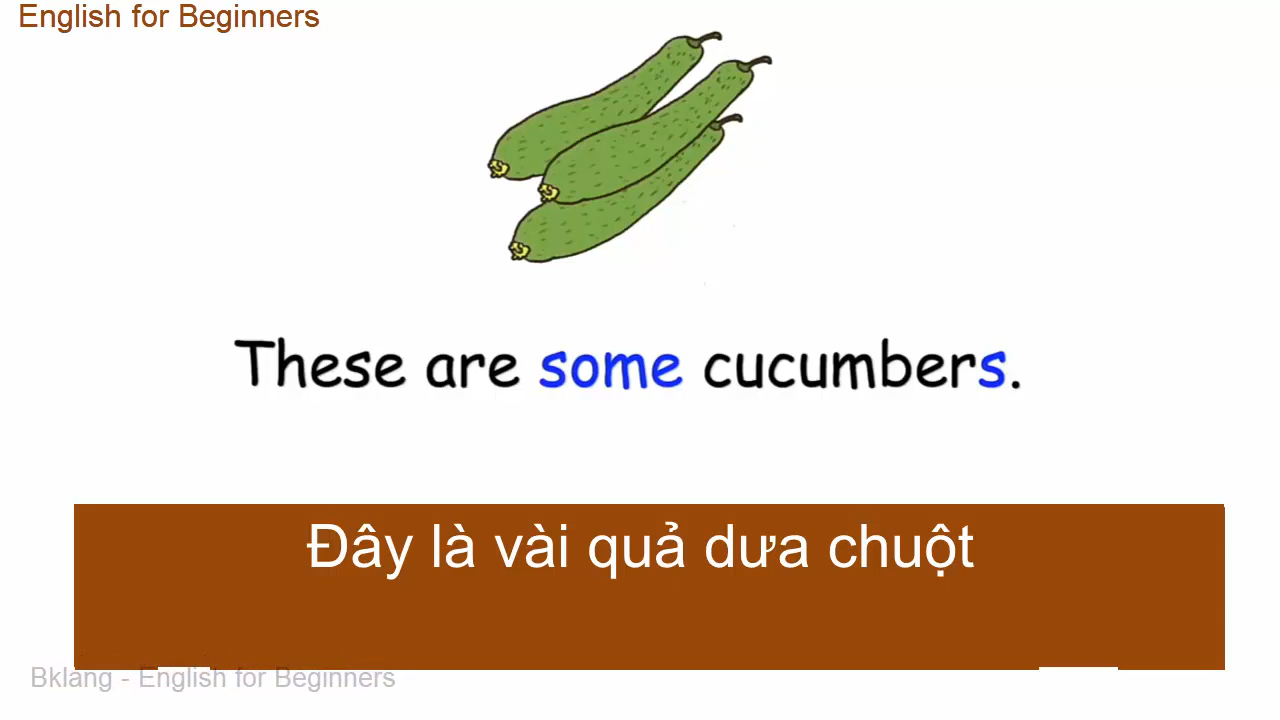 English for Beginners
These are some cucumbers.
Đây là vài quả dưa chuột
Bklang - English for Beginners